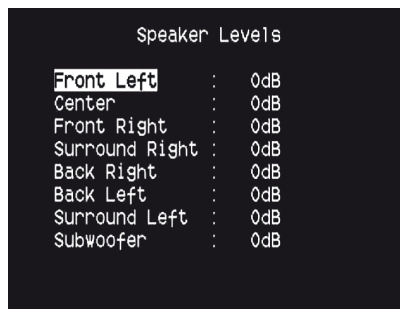 Speaker Levels
Front Left : 0dB
Center : 0dB
Front Right : 0dB
Surround Right : 0dB
Back Right : 0dB
Back Left : 0dB
Surround Left : 0dB
Subwoofer : 0dB